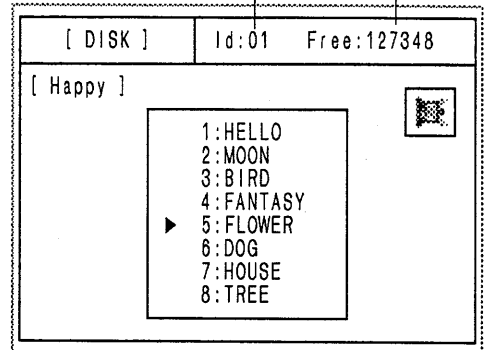 [ DISK ] Id:01 Free:127348
[ Happy ]
1:HELLO
2:MOON
3:BIRD
4:FANTASY
5:FLOWER
6:DOG
7:HOUSE
8:TREE